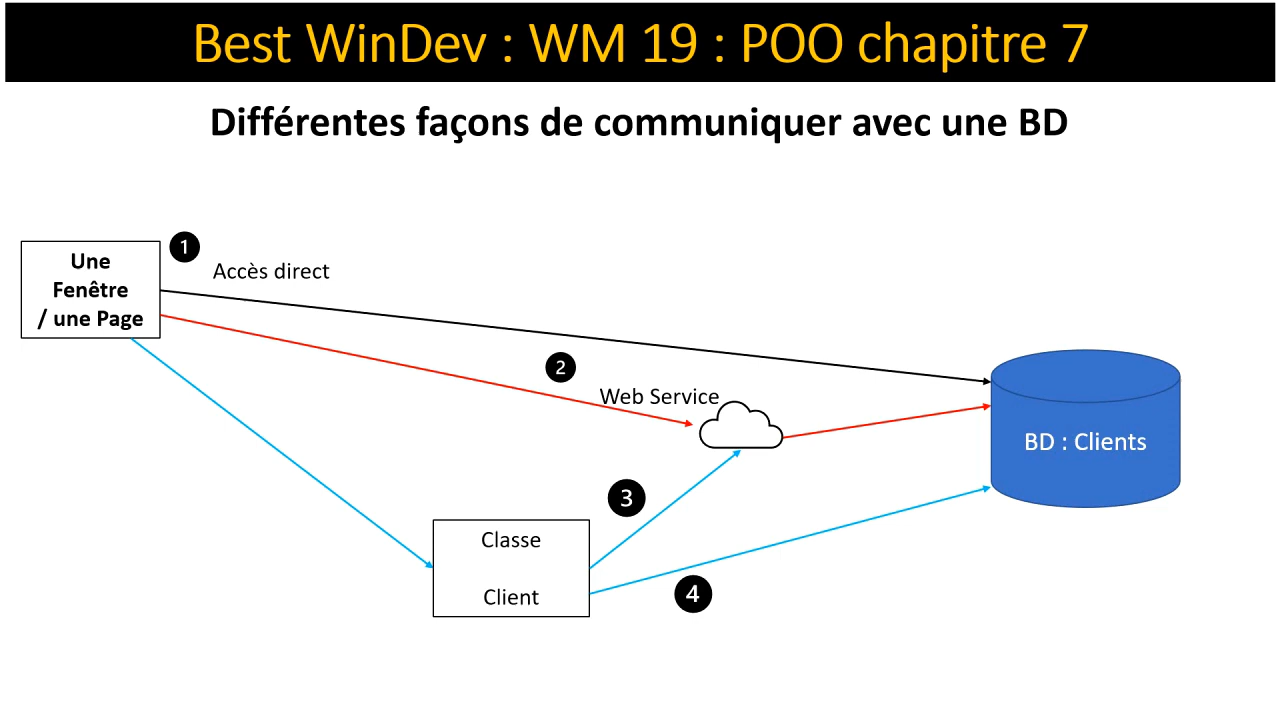 Best WinDev : WM 19 : POO chapitre 7
Différentes façons de communiquer avec une BD
Une
Fenêtre
/ une Page
1
Accès direct
2
Web Service
BD : Clients
3
Classe
Client
4